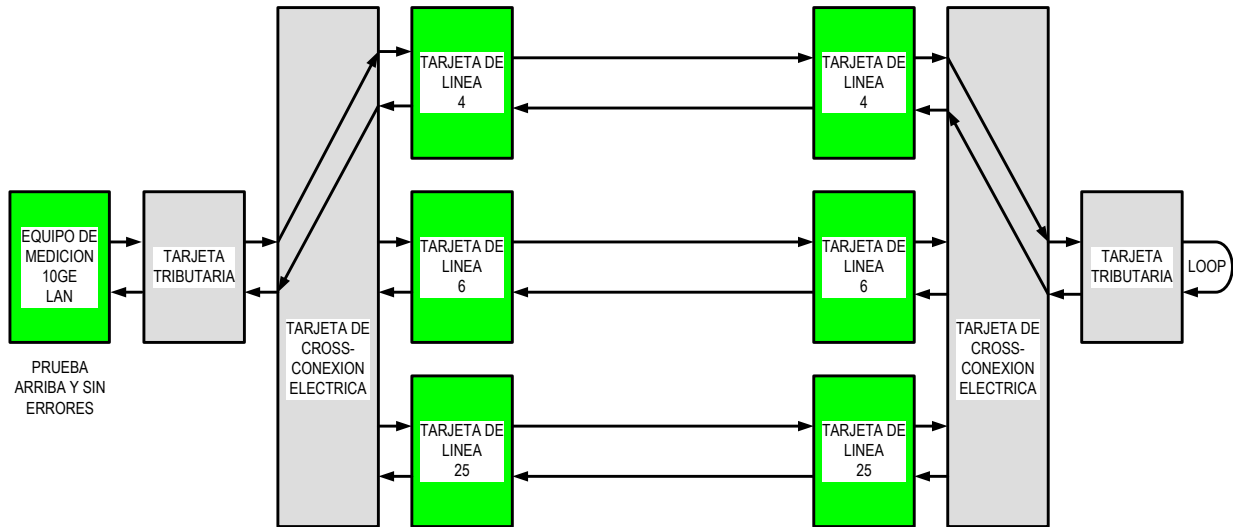 TARJETA DE
LINEA
4
TARJETA DE
LINEA
4
EQUIPO DE
MEDICION
10GE
LAN
TARJETA
TRIBUTARIA
TARJETA DE
LINEA
6
TARJETA DE
LINEA
6
TARJETA
TRIBUTARIA
LOOP
PRUEBA
ARRIBA Y SIN
ERRORES
TARJETA DE
CROSS-
CONEXION
ELECTRICA
TARJETA DE
CROSS-
CONEXION
ELECTRICA
TARJETA DE
LINEA
25
TARJETA DE
LINEA
25